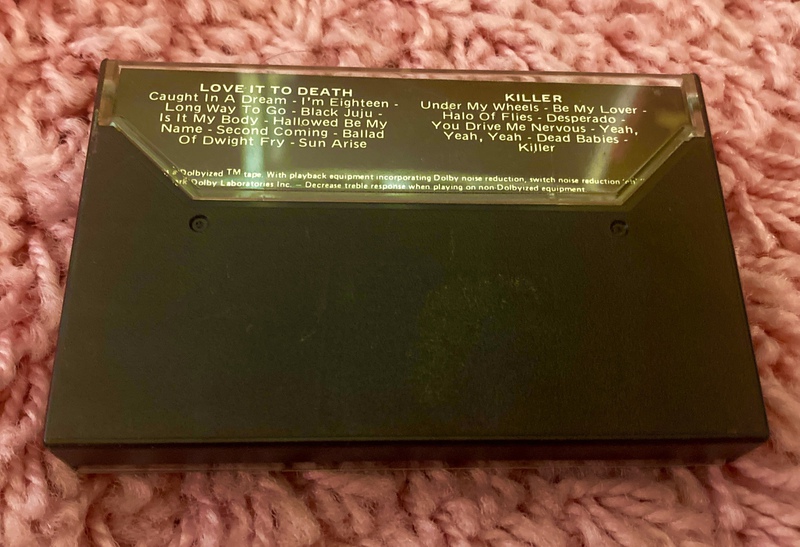 LOVE IT TO DEATH
Caught In A Dream - I'm Eighteen -
Long Way To Go - Black Juju -
Is It My Body - Hallowed Be My
Name - Second Coming - Ballad
Of Dwight Fry - Sun Arise
KILLER
Under My Wheels - Be My Lover -
Halo Of Flies - Desperado -
You Drive Me Nervous - Yeah,
Yeah, Yeah - Dead Babies -
Killer
Dolbyized TM tape. With playback equipment incorporating Dolby noise reduction, switch noise reduction
Dolby Laboratories Inc. — Decrease treble response when playing on non-Dolbyized equipment